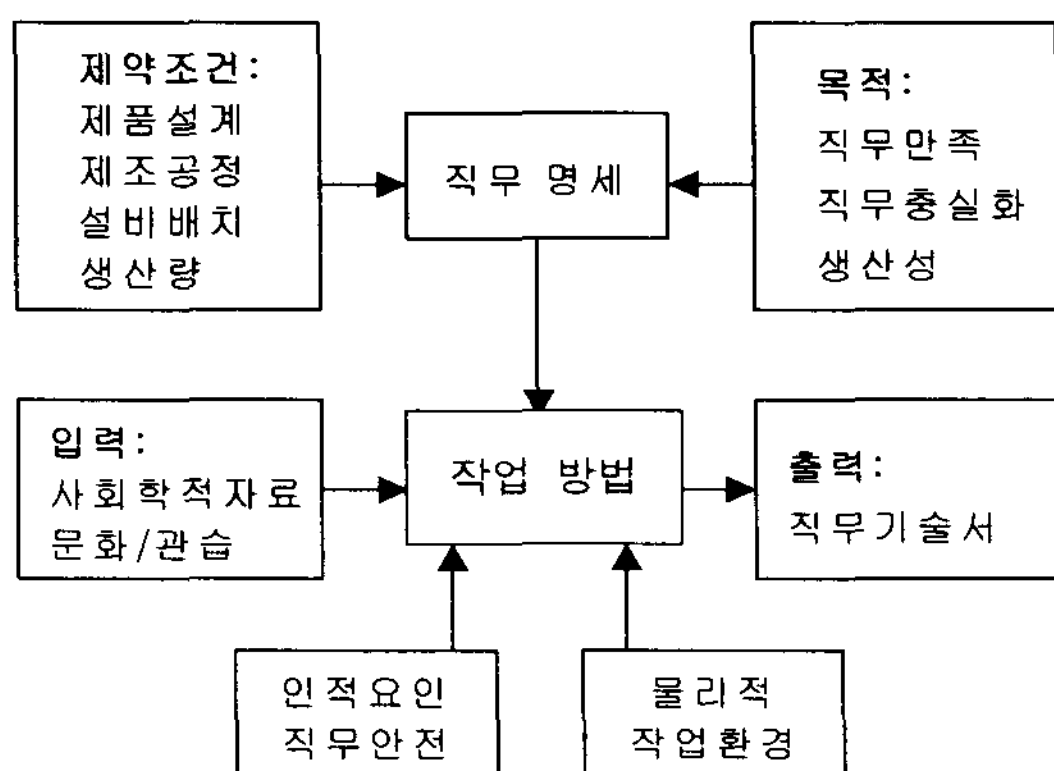 제약조건:
제품설계
제조공정
설비배치
생산량
직무 명세
목적:
직무만족
직무충실화
생산성
입력:
사회학적자료
문화/관습
작업 방법
출력:
직무기술서
인적요인
직무안전
물리적
작업환경